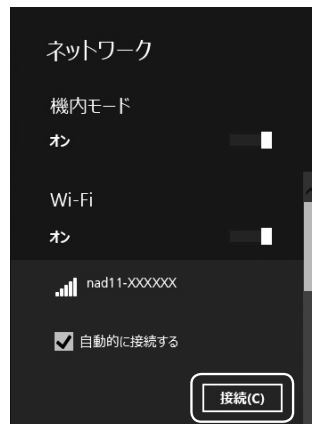 ネットワーク
機内モード
オン
Wi-Fi
オン
nad11-XXXXXX
自動的に接続する
接続(C)